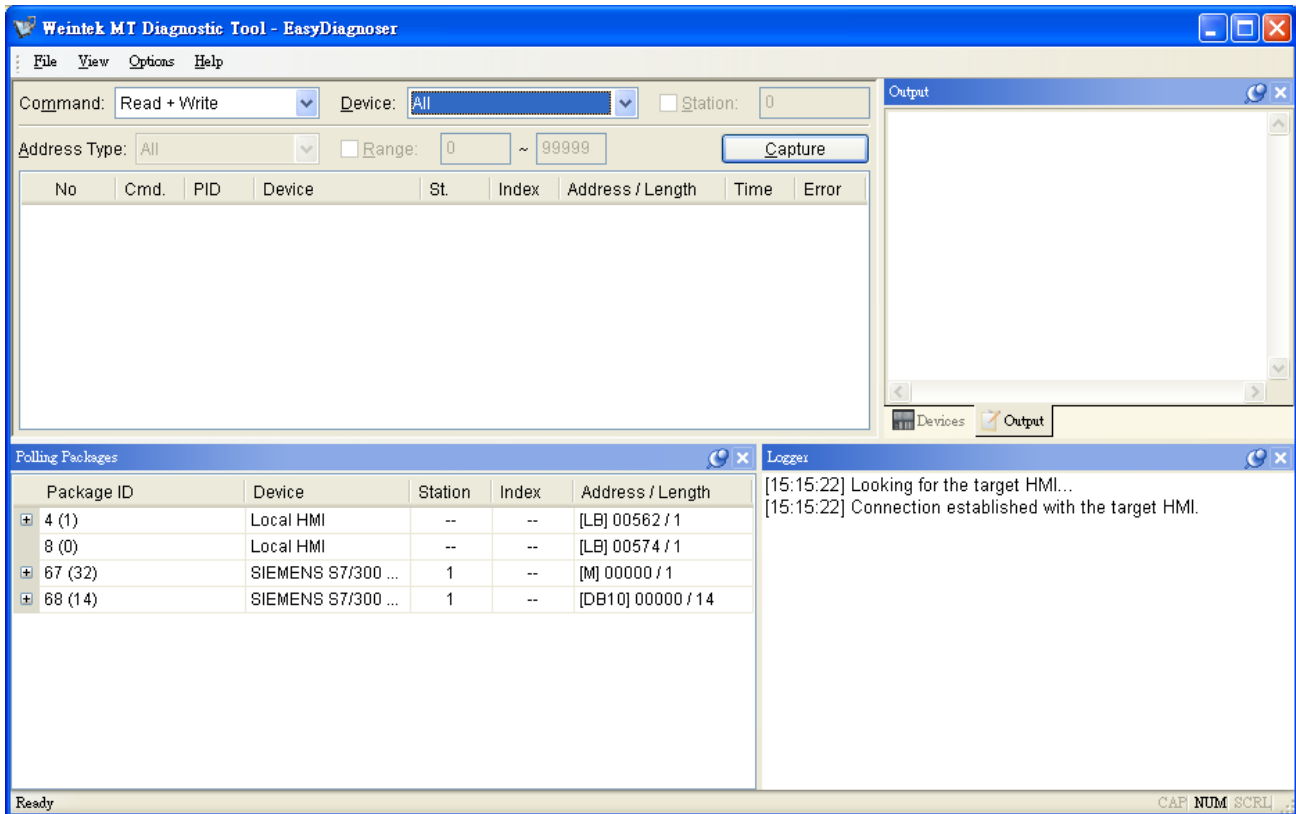 Weintek MT Diagnostic Tool - EasyDiagnoser
File View Options Help
Command: Read + Write Device: All Station: 0
Address Type: All Range: 0 ~ 99999 Capture
No Cmd. PID Device St. Index Address / Length Time Error
Output
Devices Output
Polling Packages
Package ID Device Station Index Address / Length
4 (1) Local HMI -- -- [LB] 00562 / 1
8 (0) Local HMI -- -- [LB] 00574 / 1
67 (32) SIEMENS S7/300 ... 1 -- [M] 00000 / 1
68 (14) SIEMENS S7/300 ... 1 -- [DB10] 00000 / 14
Logger
[15:15:22] Looking for the target HMI...
[15:15:22] Connection established with the target HMI.
Ready CAP NUM SCRL